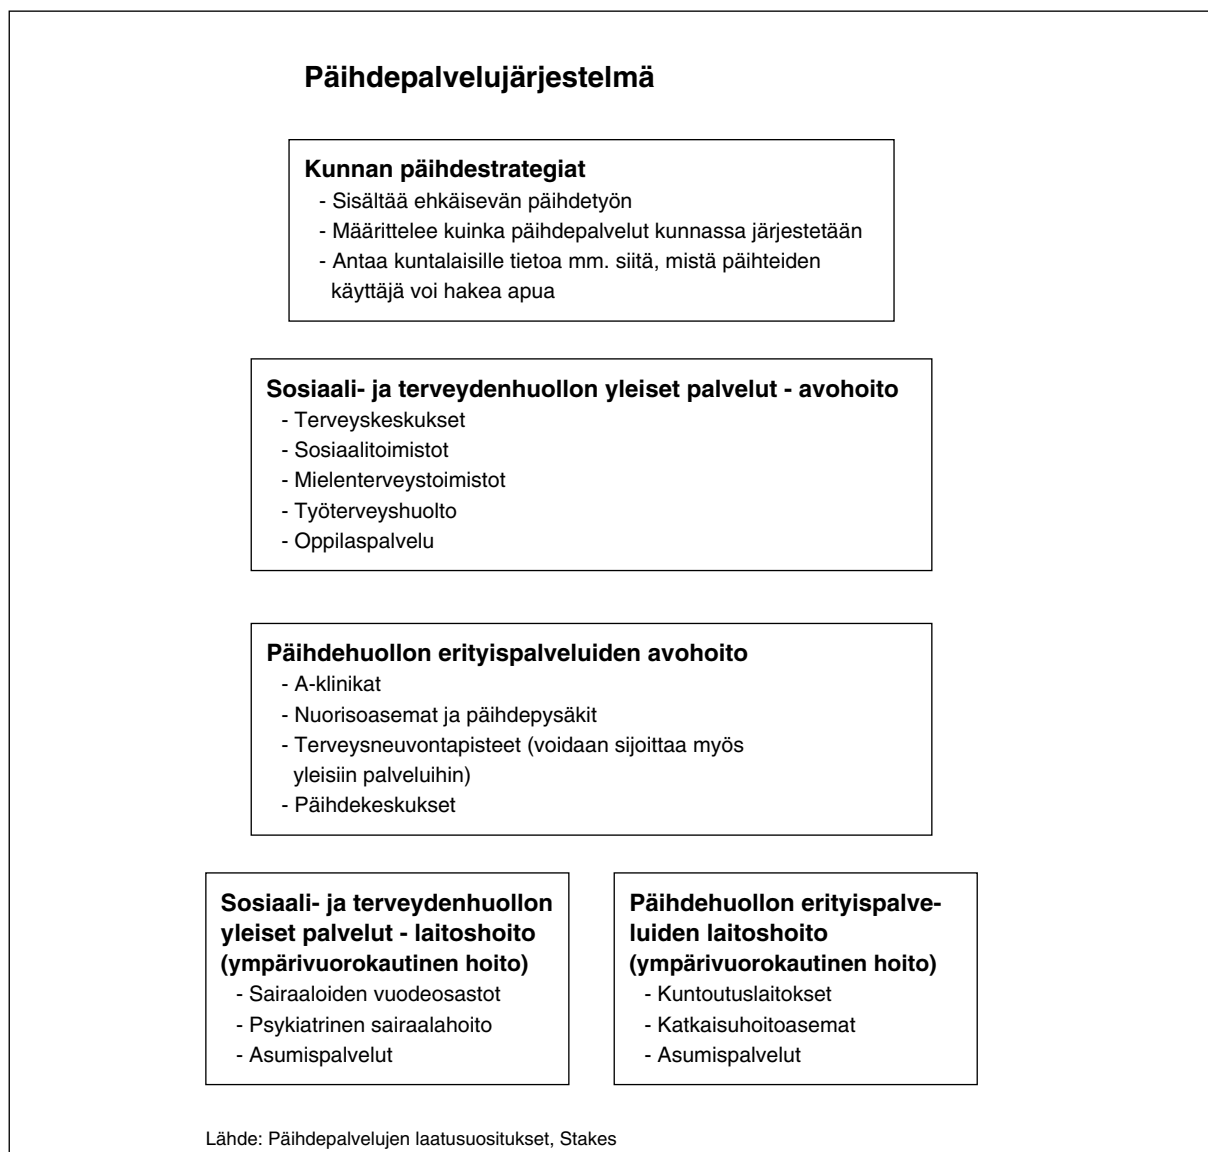 Päihdepalvelujärjestelmä
Kunnan päihdestrategiat
- Sisältää ehkäisevän päihdetyön
- Määrittelee kuinka päihdepalvelut kunnassa järjestetään
- Antaa kuntalaisille tietoa mm. siitä, mistä päihteiden
käyttäjä voi hakea apua
Sosiaali- ja terveydenhuollon yleiset palvelut - avohoito
- Terveyskeskukset
- Sosiaalitoimistot
- Mielenterveystoimistot
- Työterveyshuolto
- Oppilaspalvelu
Päihdehuollon erityispalveluiden avohoito
- A-klinikat
- Nuorisoasemat ja päihdepysäkit
- Terveysneuvontapisteet (voidaan sijoittaa myös
yleisiin palveluihin)
- Päihdekeskukset
Sosiaali- ja terveydenhuollon
yleiset palvelut - laitoshoito
(ympärivuorokautinen hoito)
- Sairaaloiden vuodeosastot
- Psykiatrinen sairaalahoito
- Asumispalvelut
Päihdehuollon erityispalve-
luiden laitoshoito
(ympärivuorokautinen hoito)
- Kuntoutuslaitokset
- Katkaisuhoitoasemat
- Asumispalvelut
Lähde: Päihdepalvelujen laatusuositukset, Stakes